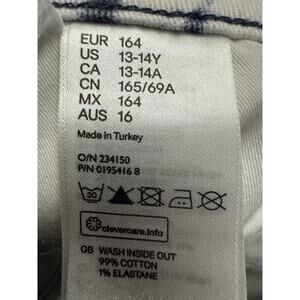 EUR 164
US 13-14Y
CA 13-14A
CN 165/69A
MX 164
AUS 16
Made in Turkey
O/N 234150
P/N 0195416 8
30
clevercare.info
GB WASH INSIDE OUT
99% COTTON
1% ELASTANE